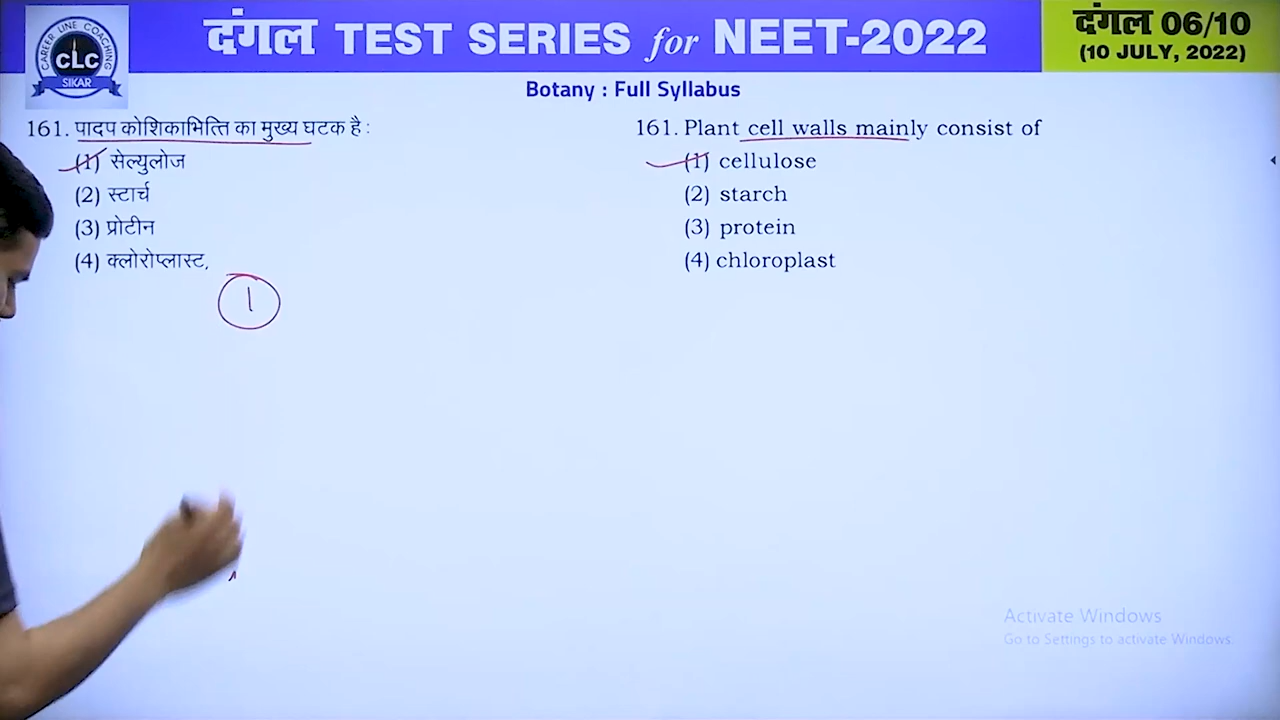 दंगल TEST SERIES for NEET-2022
दंगल 06/10
(10 JULY, 2022)
CAREER LINE COACHING
CLC
SIKAR
Botany : Full Syllabus
161. पादप कोशिकाभित्ति का मुख्य घटक है :
(1) सेल्युलोज
(2) स्टार्च
(3) प्रोटीन
(4) क्लोरोप्लास्ट,
1
161. Plant cell walls mainly consist of
(1) cellulose
(2) starch
(3) protein
(4) chloroplast
Activate Windows
Go to Settings to activate Windows.